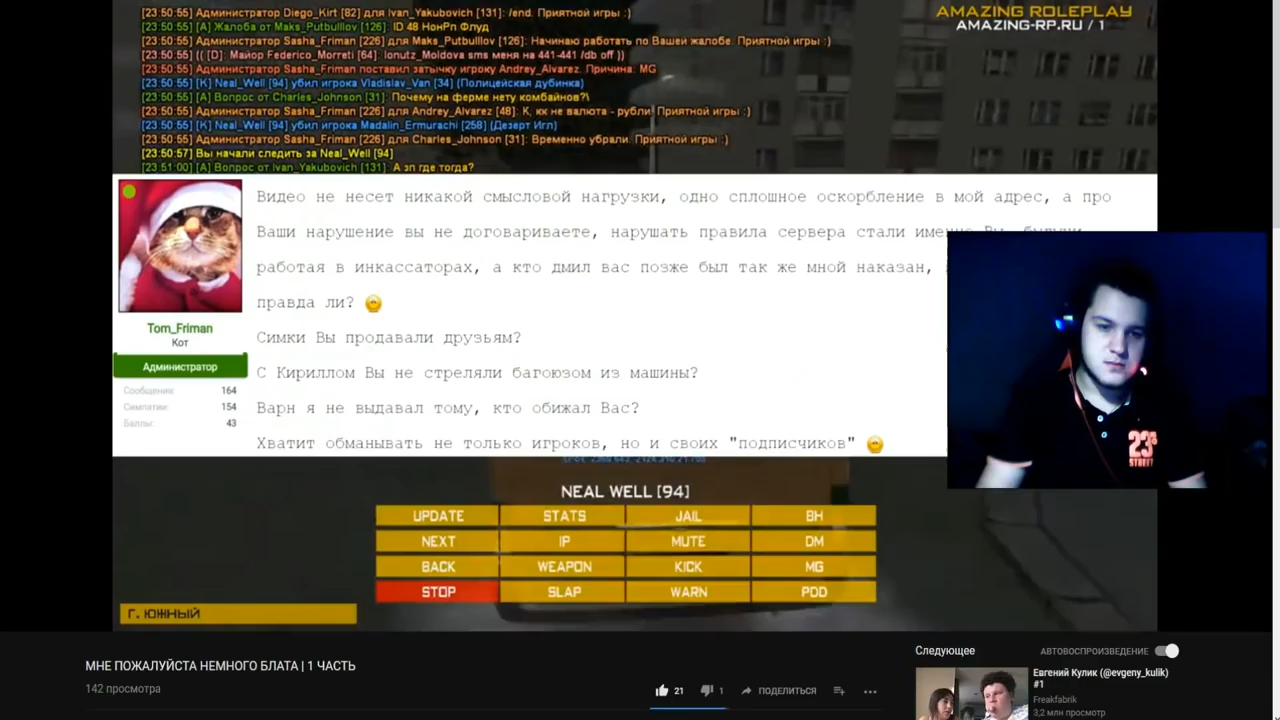 [23:50:55] Администратор Diego_Kirt [82] для Ivan_Yakubovich [131]: /end. Приятной игры :)
[23:50:55] [A] Жалоба от Maks_Putbulllov [126]: ID 48 НонРп Флуд
[23:50:55] Администратор Sasha_Friman [226] для Maks_Putbulllov [126]: Начинаю работать по Вашей жалобе. Приятной игры :)
[23:50:55] (( [D]: Майор Federico_Morreti [64]: Ionutz_Moldova sms меня на 441-441 /db off ))
[23:50:55] Администратор Sasha_Friman поставил затычку игроку Andrey_Alvarez. Причина: MG
[23:50:55] [K] Neal_Well [94] убил игрока Vladislav_Van [34] (Полицейская дубинка)
[23:50:55] [A] Вопрос от Charles_Johnson [31]: Почему на ферме нету комбайнов?\
[23:50:55] Администратор Sasha_Friman [226] для Andrey_Alvarez [48]: К, кк не валюта - рубли. Приятной игры :)
[23:50:55] [K] Neal_Well [94] убил игрока Madalin_Ermurachi [258] (Дезерт Игл)
[23:50:55] Администратор Sasha_Friman [226] для Charles_Johnson [31]: Временно убрали. Приятной игры :)
[23:50:57] Вы начали следить за Neal_Well [94]
[23:51:00] [A] Вопрос от Ivan_Yakubovich [131]: А зп где тогда?
AMAZING ROLEPLAY
AMAZING-RP.RU / 1
Видео не несет никакой смысловой нагрузки, одно сплошное оскорбление в мой адрес, а про
Ваши нарушение вы не договариваете, нарушать правила сервера стали
работая в инкассаторах, а кто дмил вас позже был так же мной наказан,
правда ли?
Симки Вы продавали друзьям?
С Кириллом Вы не стреляли багоюзом из машины?
Варн я не выдавал тому, кто обижал Вас?
Хватит обманывать не только игроков, но и своих "подписчиков"
Tom_Friman
Кот
Администратор
Сообщения: 164
Симпатии: 154
Баллы: 43
23
STREET
NEAL WELL [94]
UPDATE STATS JAIL BH
NEXT IP MUTE DM
BACK WEAPON KICK MG
STOP SLAP WARN PDD
Г. ЮЖНЫЙ
МНЕ ПОЖАЛУЙСТА НЕМНОГО БЛАТА | 1 ЧАСТЬ
142 просмотра
21 1 ПОДЕЛИТЬСЯ
Следующее АВТОВОСПРОИЗВЕДЕНИЕ
Евгений Кулик (@evgeny_kulik)
#1
Freakfabrik
3,2 млн просмотр